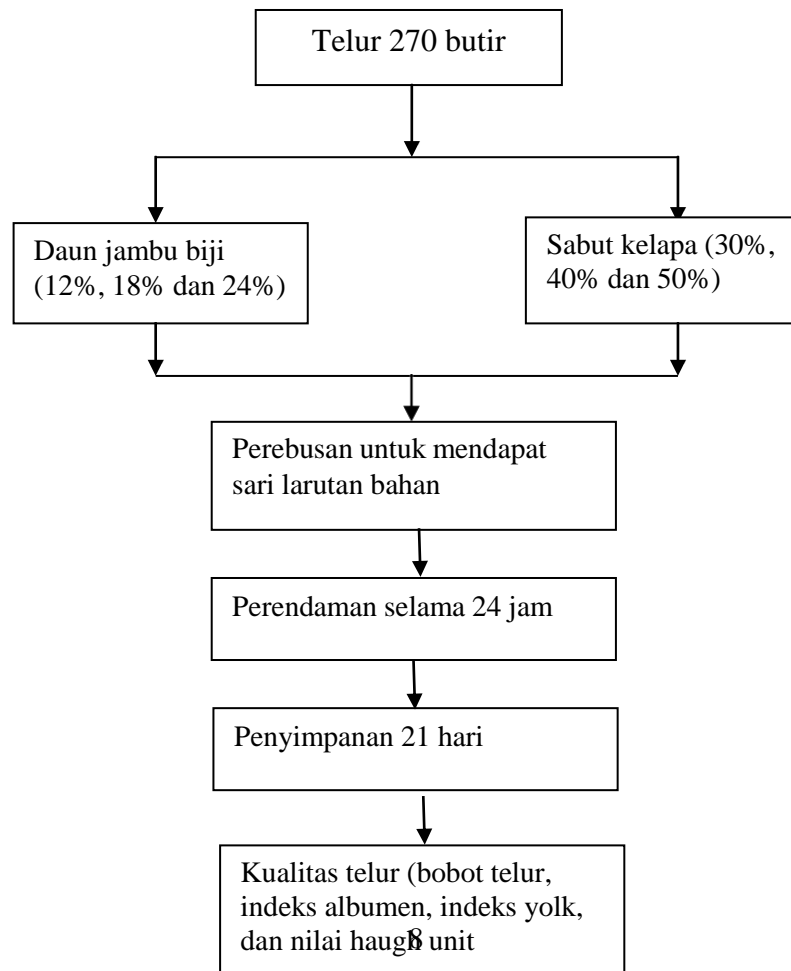 Telur 270 butir
Daun jambu biji
(12%, 18% dan 24%)
Sabut kelapa (30%,
40% dan 50%)
Perebusan untuk mendapat
sari larutan bahan
Perendaman selama 24 jam
Penyimpanan 21 hari
Kualitas telur (bobot telur,
indeks albumen, indeks yolk,
dan nilai haugh unit
8